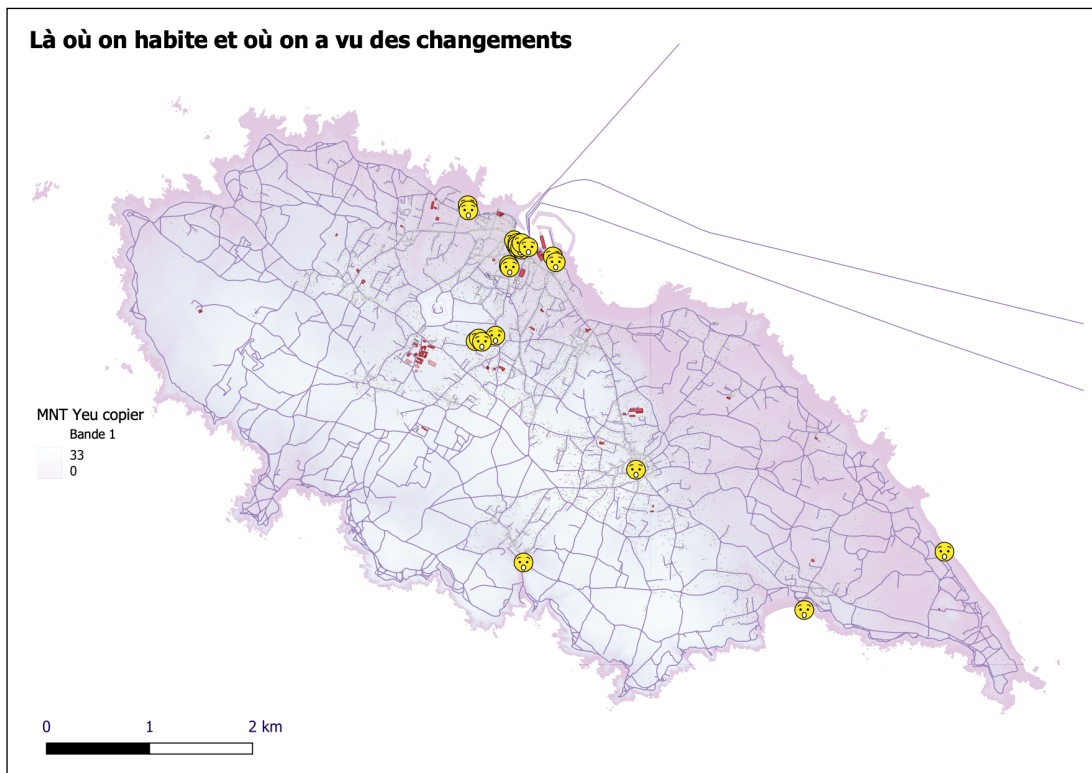 Là où on habite et où on a vu des changements
MNT Yeu copier
Bande 1
33
0
0 1 2 km